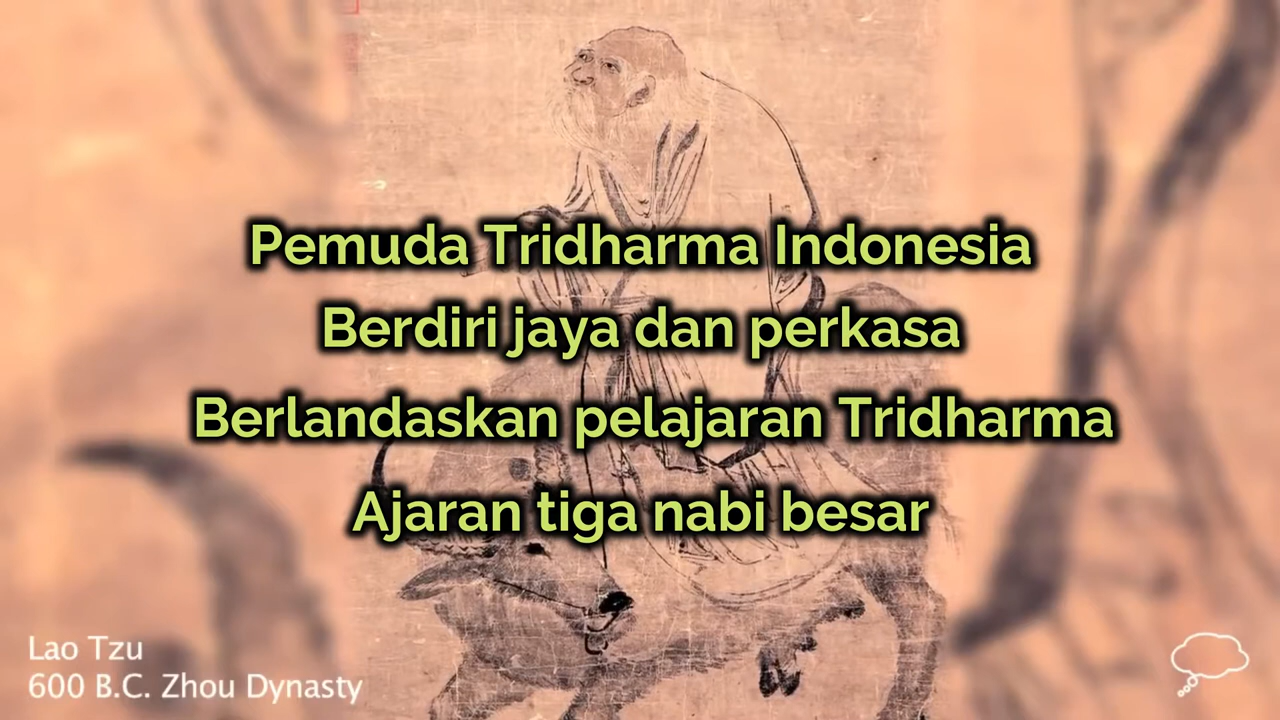 Pemuda Tridharma Indonesia
Berdiri jaya dan perkasa
Berlandaskan pelajaran Tridharma
Ajaran tiga nabi besar
Lao Tzu
600 B.C. Zhou Dynasty